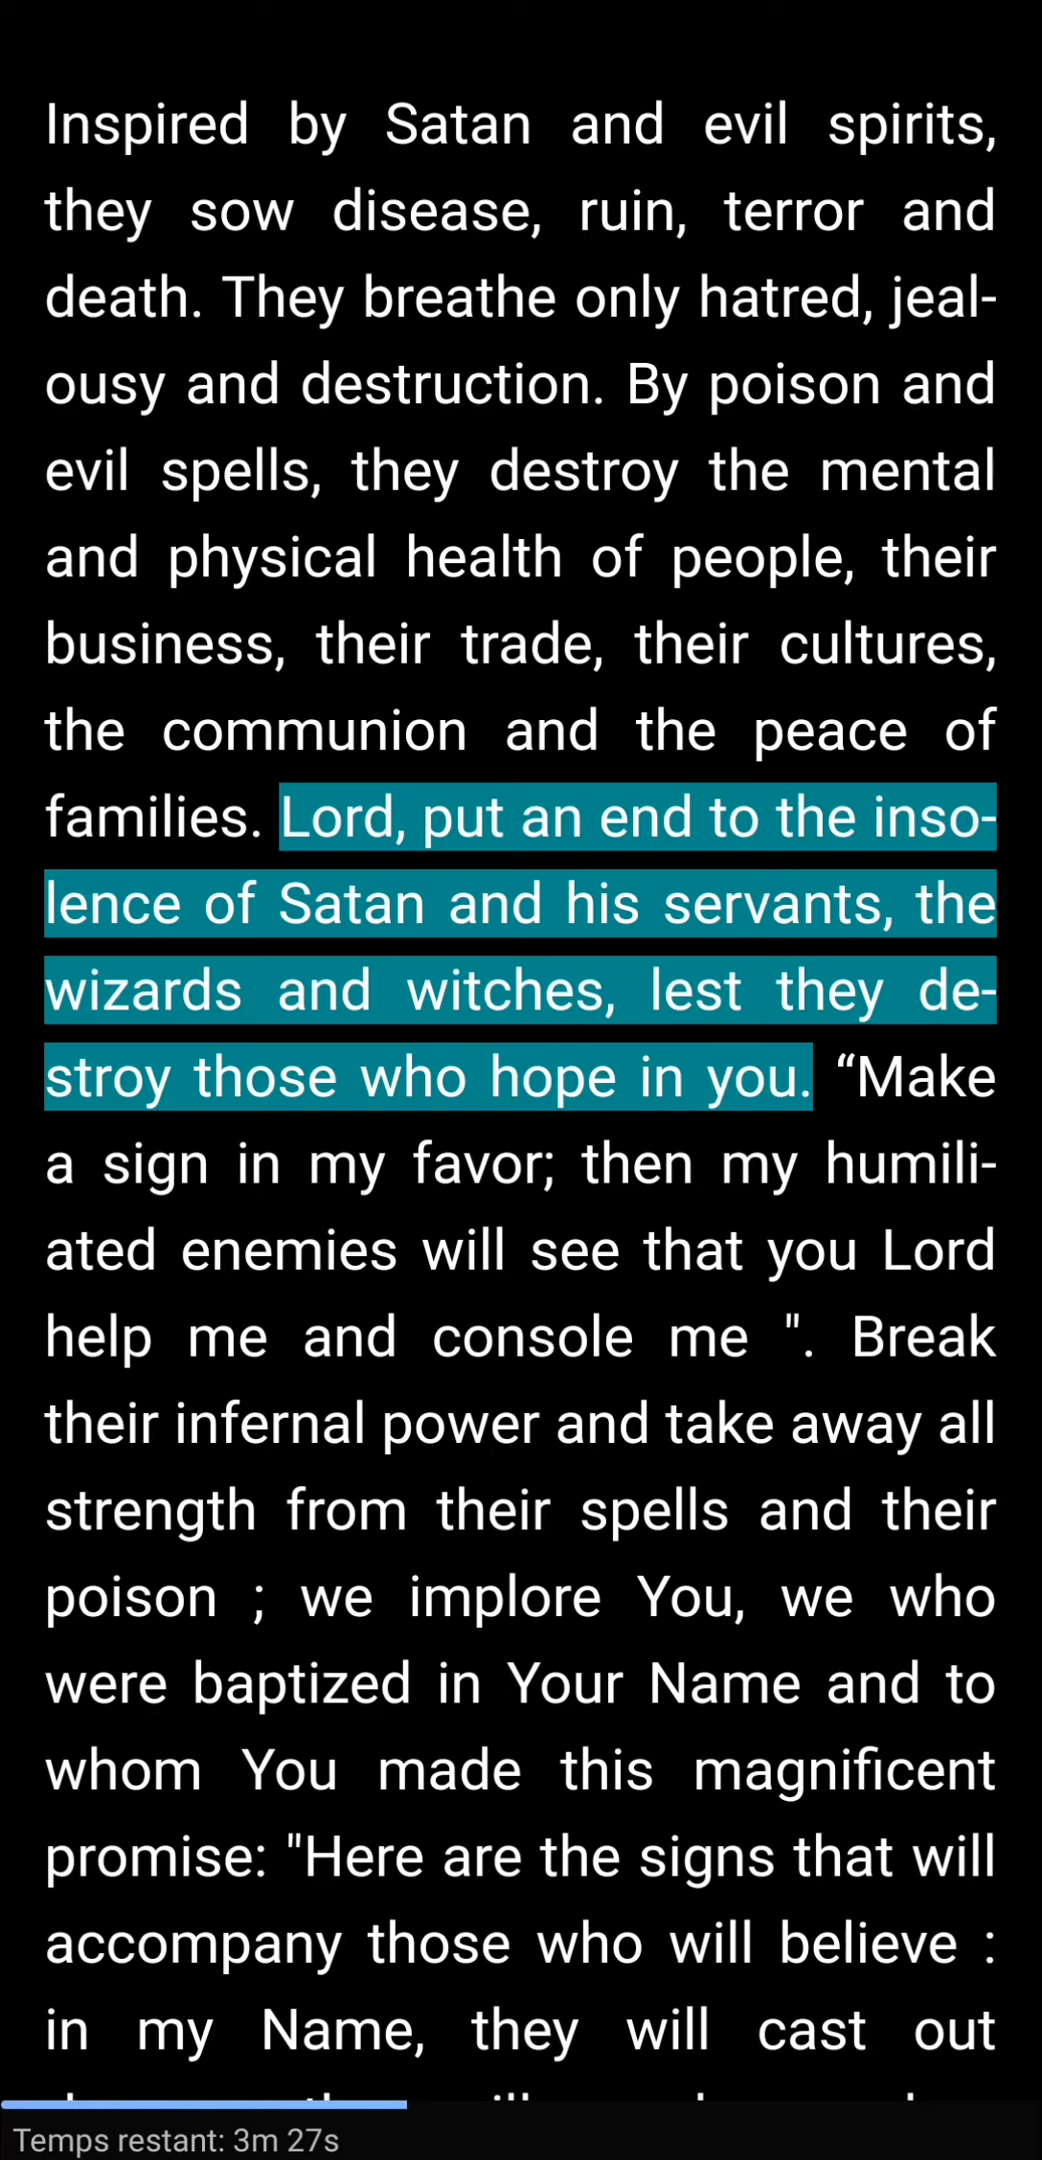 Inspired by Satan and evil spirits,
they sow disease, ruin, terror and
death. They breathe only hatred, jeal-
ousy and destruction. By poison and
evil spells, they destroy the mental
and physical health of people, their
business, their trade, their cultures,
the communion and the peace of
families. Lord, put an end to the inso-
lence of Satan and his servants, the
wizards and witches, lest they de-
stroy those who hope in you. “Make
a sign in my favor; then my humili-
ated enemies will see that you Lord
help me and console me ". Break
their infernal power and take away all
strength from their spells and their
poison ; we implore You, we who
were baptized in Your Name and to
whom You made this magnificent
promise: "Here are the signs that will
accompany those who will believe :
in my Name, they will cast out
Temps restant: 3m 27s